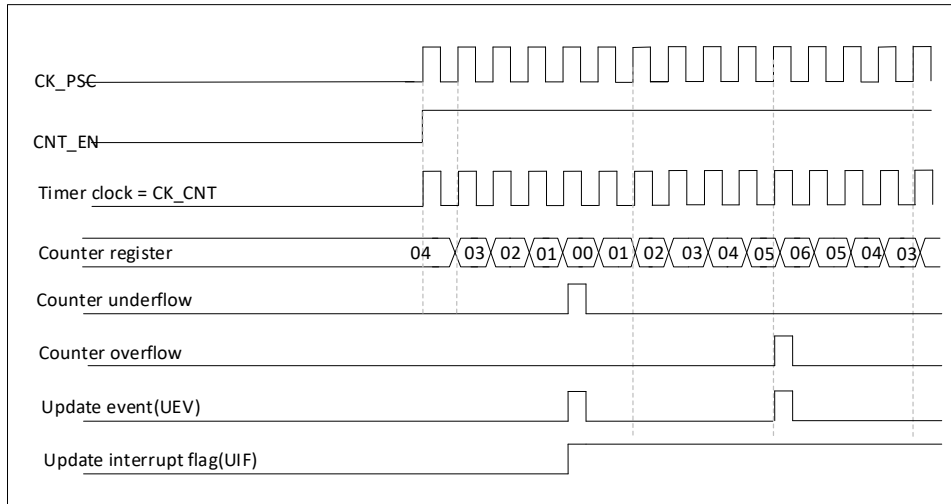 CK_PSC
CNT_EN
Timer clock = CK_CNT
Counter register 04 03 02 01 00 01 02 03 04 05 06 05 04 03
Counter underflow
Counter overflow
Update event(UEV)
Update interrupt flag(UIF)